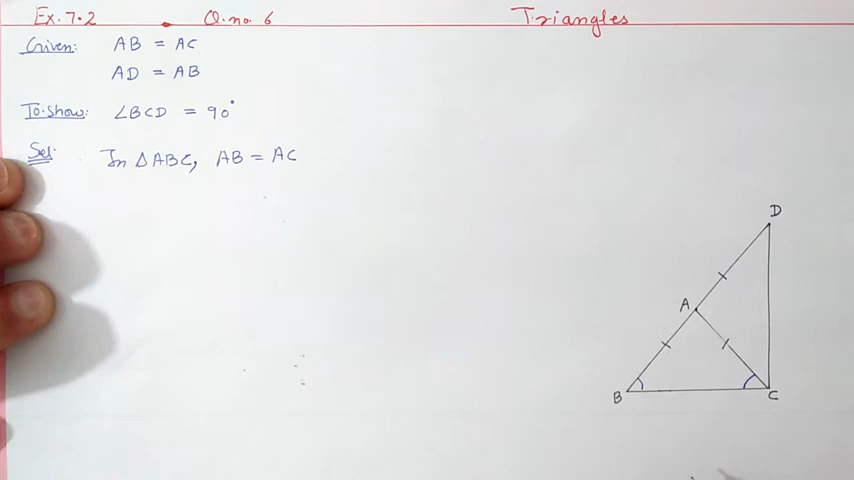 Ex. 7.2 Q. no. 6 Triangles
Given: AB = AC
AD = AB
To show: ∠BCD = 90°
Sol: In ΔABC, AB = AC
D
A
B C